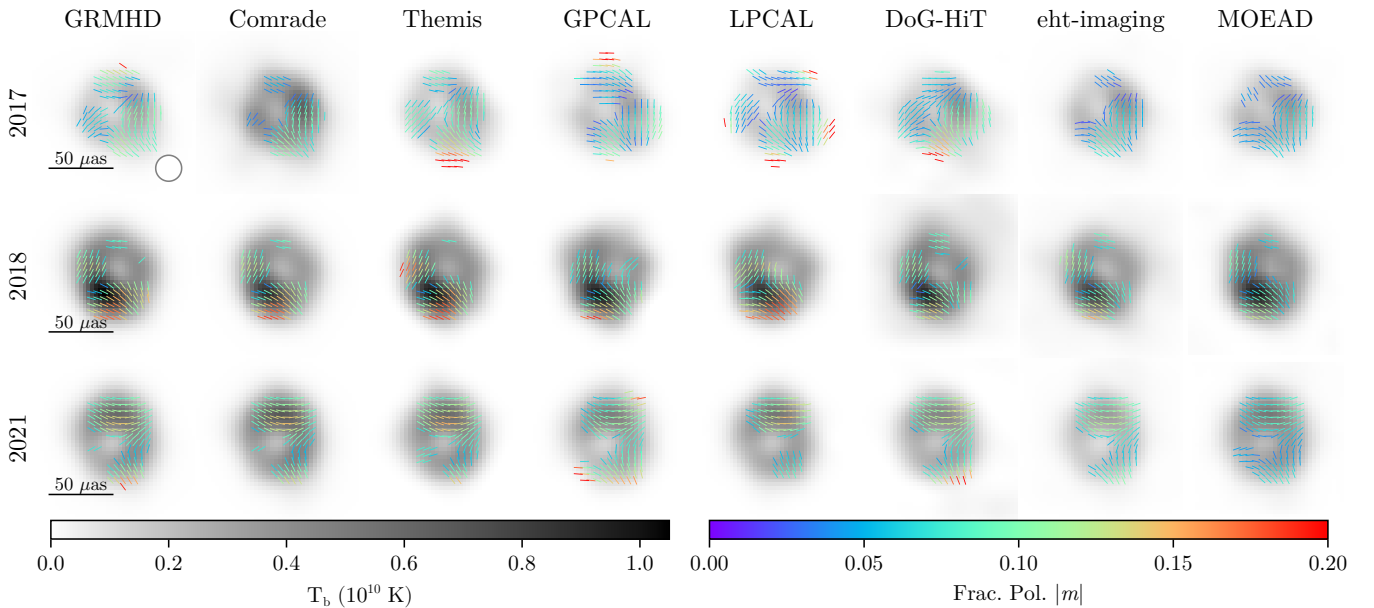 GRMHD Comrade Themis GPCAL LPCAL DoG-HiT eht-imaging MOEAD
2017
50 μas
2018
50 μas
2021
50 μas
0.0 0.2 0.4 0.6 0.8 1.0 0.00 0.05 0.10 0.15 0.20
T_b (10^10 K) Frac. Pol. |m|